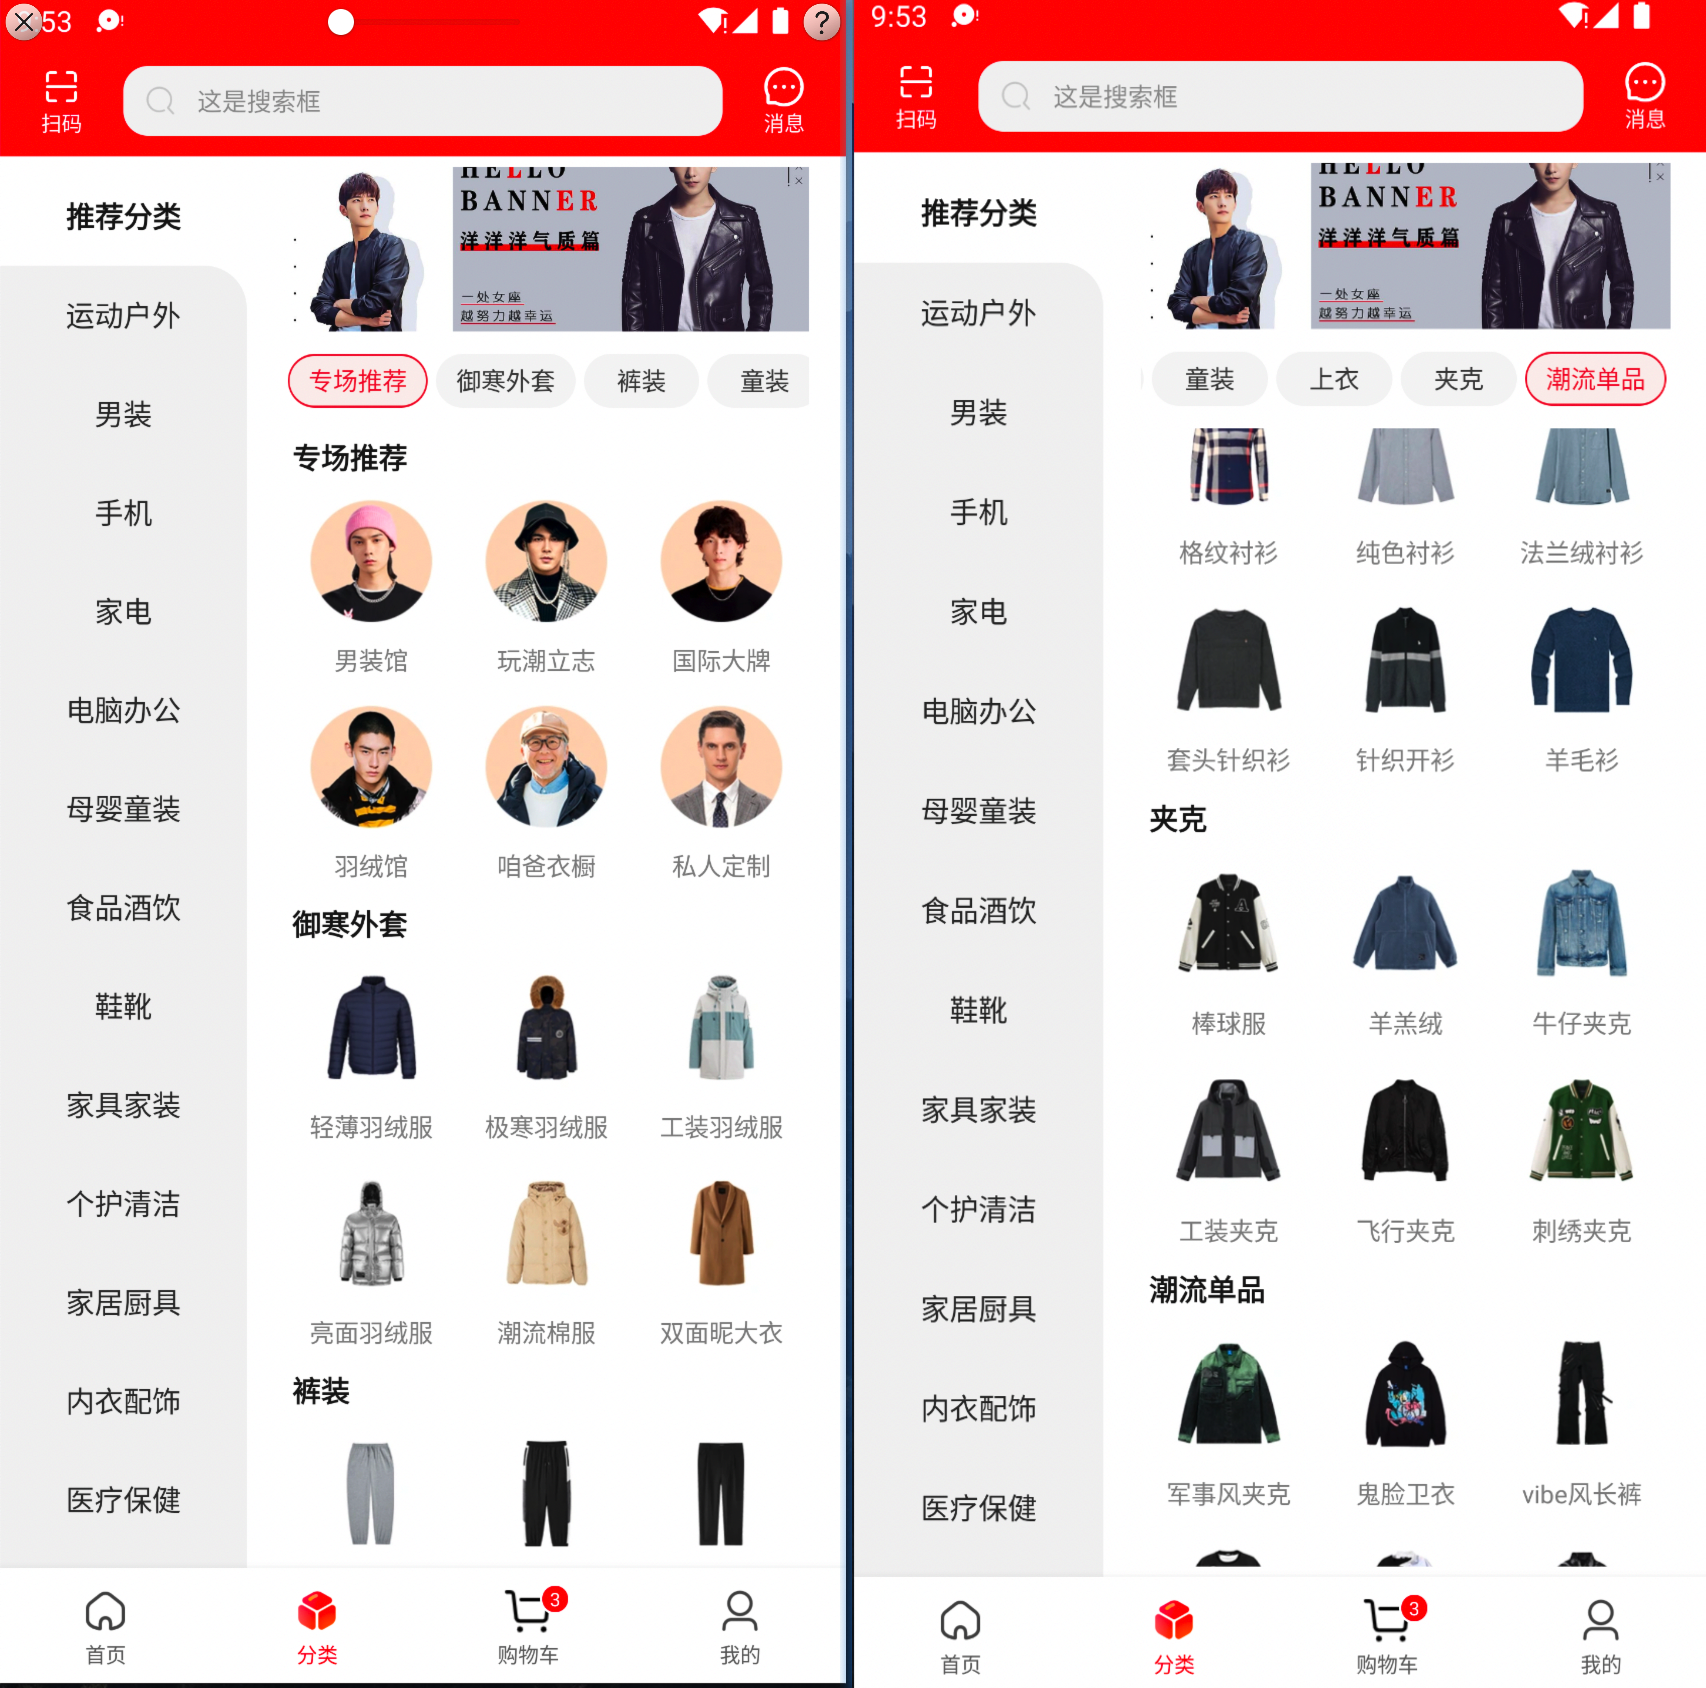 53
扫码
这是搜索框
消息
推荐分类
运动户外
男装
手机
家电
电脑办公
母婴童装
食品酒饮
鞋靴
家具家装
个护清洁
家居厨具
内衣配饰
医疗保健
HELLO
BANNER
洋洋洋气质篇
一处女座
越努力越幸运
专场推荐 御寒外套 裤装 童装
专场推荐
男装馆 玩潮立志 国际大牌
羽绒馆 咱爸衣橱 私人定制
御寒外套
轻薄羽绒服 极寒羽绒服 工装羽绒服
亮面羽绒服 潮流棉服 双面昵大衣
裤装
首页 分类 购物车 3 我的
9:53
扫码
这是搜索框
消息
推荐分类
运动户外
男装
手机
家电
电脑办公
母婴童装
食品酒饮
鞋靴
家具家装
个护清洁
家居厨具
内衣配饰
医疗保健
HELLO
BANNER
洋洋洋气质篇
一处女座
越努力越幸运
童装 上衣 夹克 潮流单品
格纹衬衫 纯色衬衫 法兰绒衬衫
套头针织衫 针织开衫 羊毛衫
夹克
棒球服 羊羔绒 牛仔夹克
工装夹克 飞行夹克 刺绣夹克
潮流单品
军事风夹克 鬼脸卫衣 vibe风长裤
首页 分类 购物车 3 我的